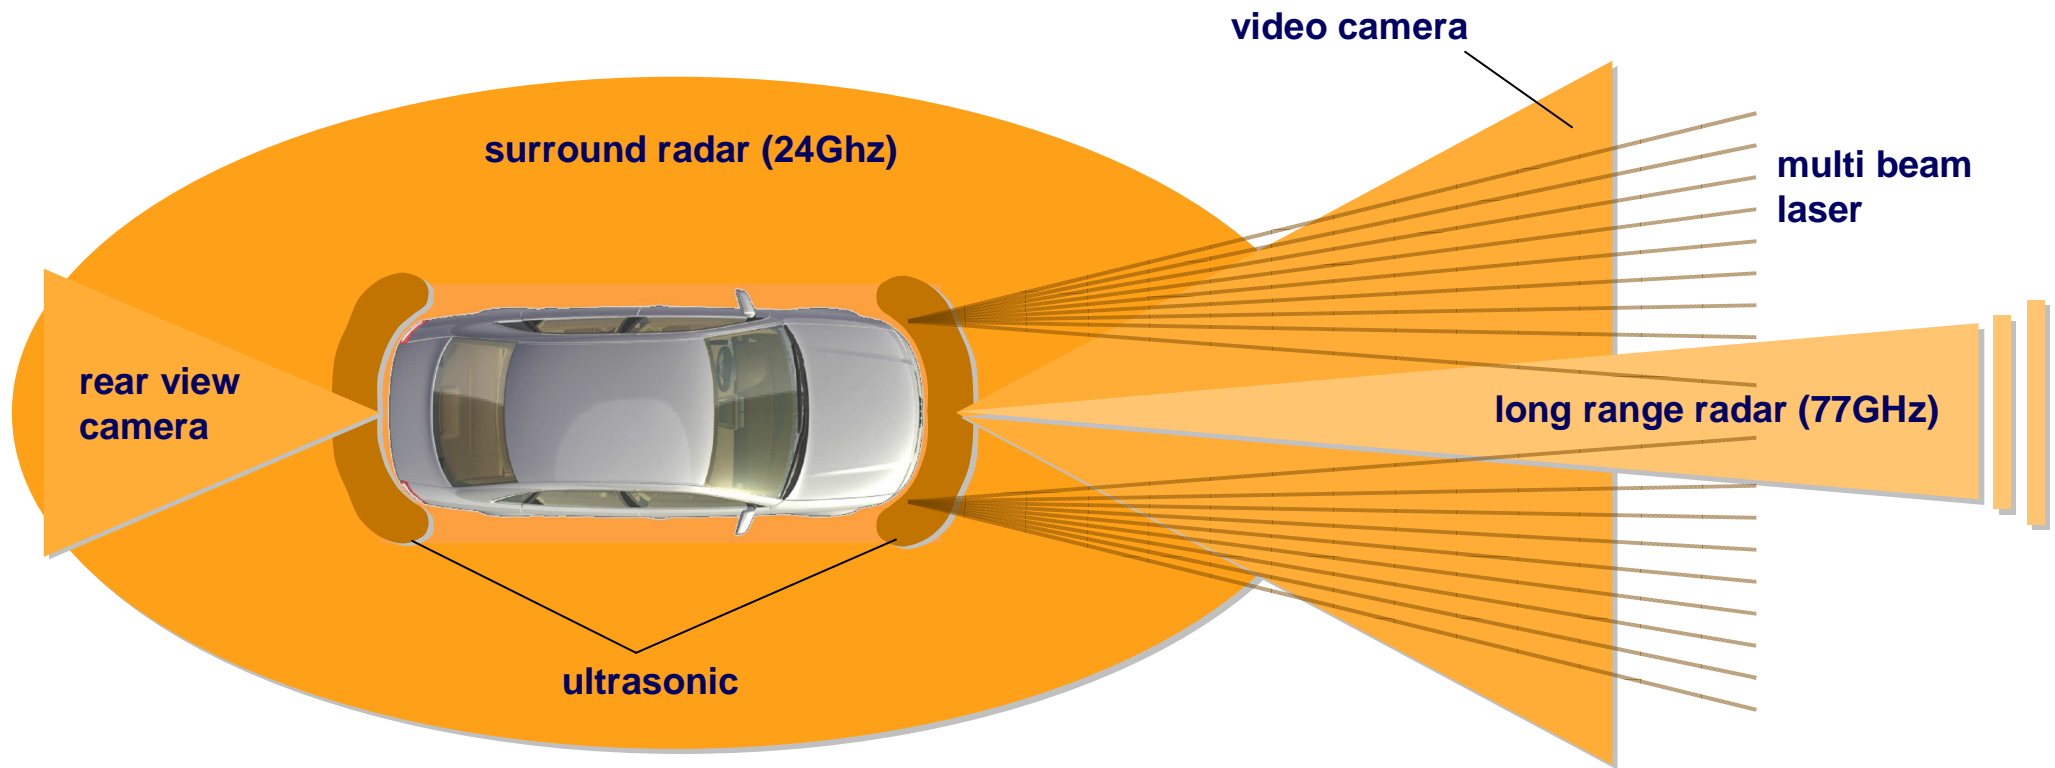 video camera
surround radar (24Ghz)
multi beam
laser
rear view
camera
long range radar (77GHz)
ultrasonic